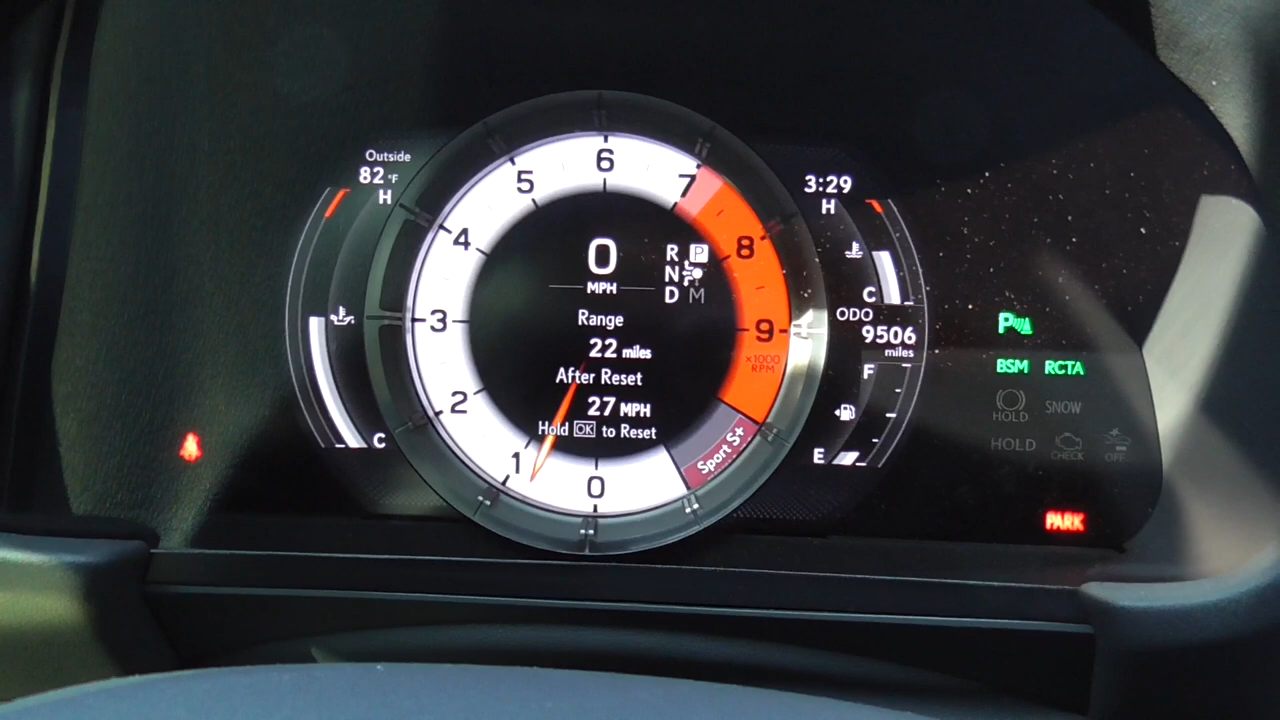 Outside
82 °F
H
C
6
5
7
4
8
3
9
x1000
RPM
2
1
0
Sport S+
0
MPH
R P
N
D M
Range
22 miles
After Reset
27 MPH
Hold OK to Reset
3:29
H
C
ODO
9506
miles
F
E
P
BSM RCTA
HOLD SNOW
HOLD CHECK OFF
PARK